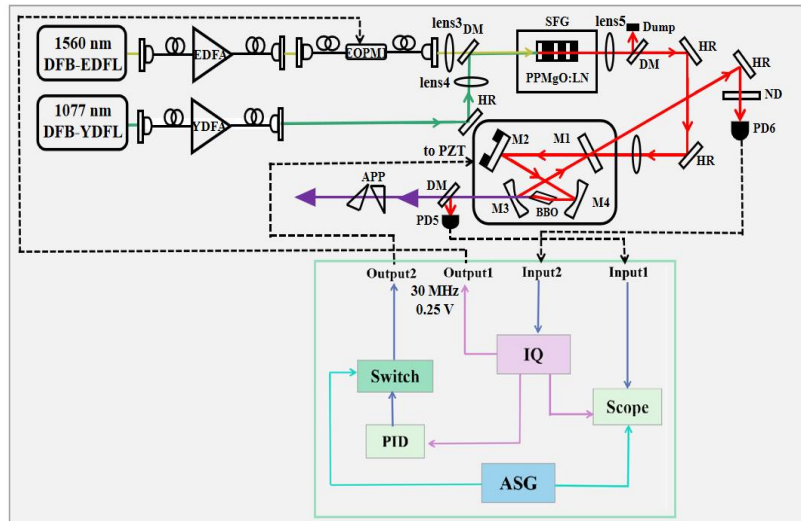 1560 nm
DFB-EDFL
EDFA
EOPM1
lens3
DM
SFG
PPMgO:LN
lens5
Dump
DM
HR
HR
ND
PD6
lens4
HR
1077 nm
DFB-YDFL
YDFA
to PZT
M2
M1
HR
APP
DM
M3
BBO
M4
PD5
Output2
Output1
Input2
Input1
30 MHz
0.25 V
IQ
Switch
Scope
PID
ASG